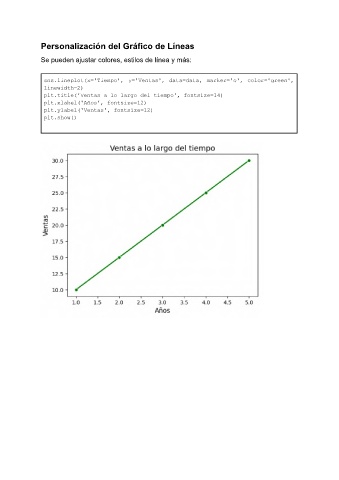 Personalización del Gráfico de Líneas
Se pueden ajustar colores, estilos de línea y más:
sns.lineplot(x='Tiempo', y='Ventas', data=data, marker='o', color='green',
linewidth=2)
plt.title('Ventas a lo largo del tiempo', fontsize=14)
plt.xlabel('Años', fontsize=12)
plt.ylabel('Ventas', fontsize=12)
plt.show()
Ventas a lo largo del tiempo
30.0
27.5
25.0
22.5
20.0
17.5
15.0
12.5
10.0
Ventas
1.0 1.5 2.0 2.5 3.0 3.5 4.0 4.5 5.0
Años